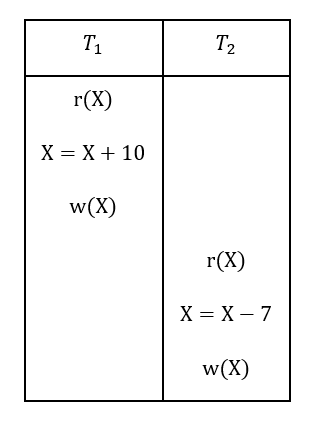 T₁ T₂
r(X)
X = X + 10
w(X)
r(X)
X = X − 7
w(X)